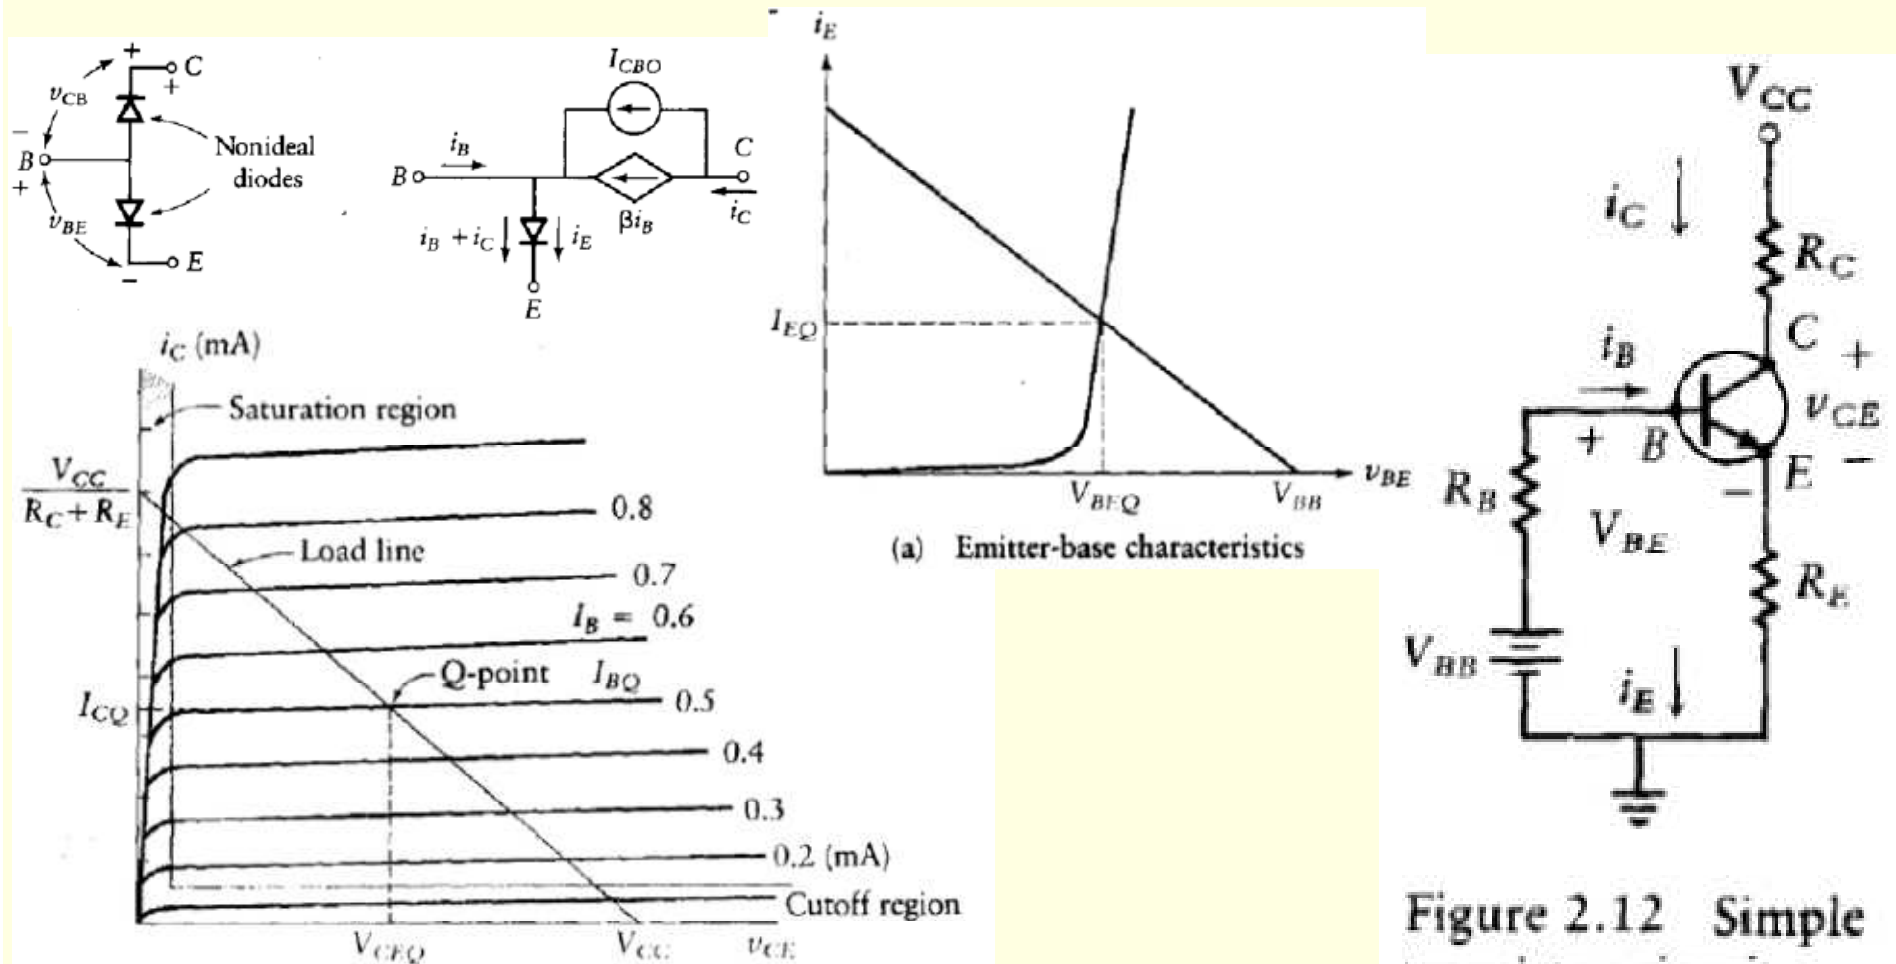 C
+
+
v_CB
−
B
+
Nonideal
diodes
v_BE
E
−
I_CBO
i_B
C
B
βi_B
i_C
i_B + i_C
i_E
E
i_E
I_EQ
V_BEQ
V_BB
v_BE
(a) Emitter-base characteristics
i_C (mA)
Saturation region
V_CC
R_C + R_E
0.8
Load line
0.7
I_B = 0.6
Q-point I_BQ
I_CQ
0.5
0.4
0.3
0.2 (mA)
Cutoff region
V_CEQ
V_CC
v_CE
V_CC
i_C
R_C
i_B
C
+
v_CE
+
B
E
−
−
R_B
V_BE
R_E
V_BB
i_E
Figure 2.12 Simple